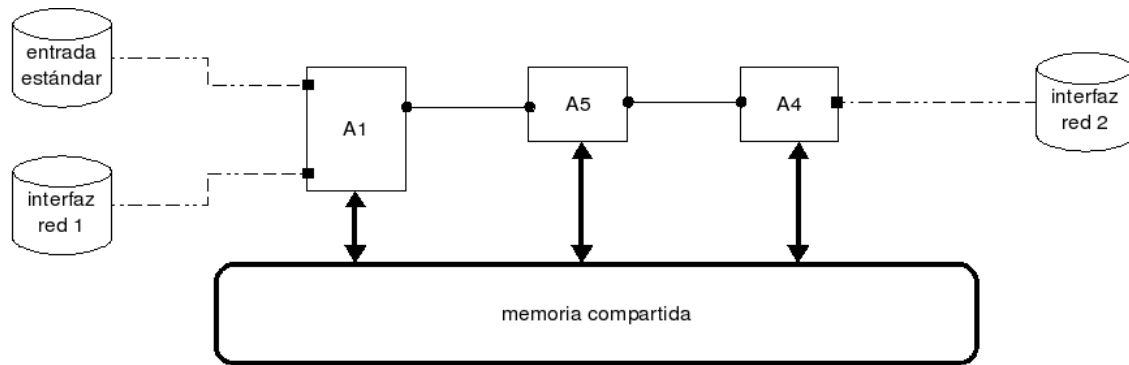 entrada
estándar
A1
A5
A4
interfaz
red 2
interfaz
red 1
memoria compartida